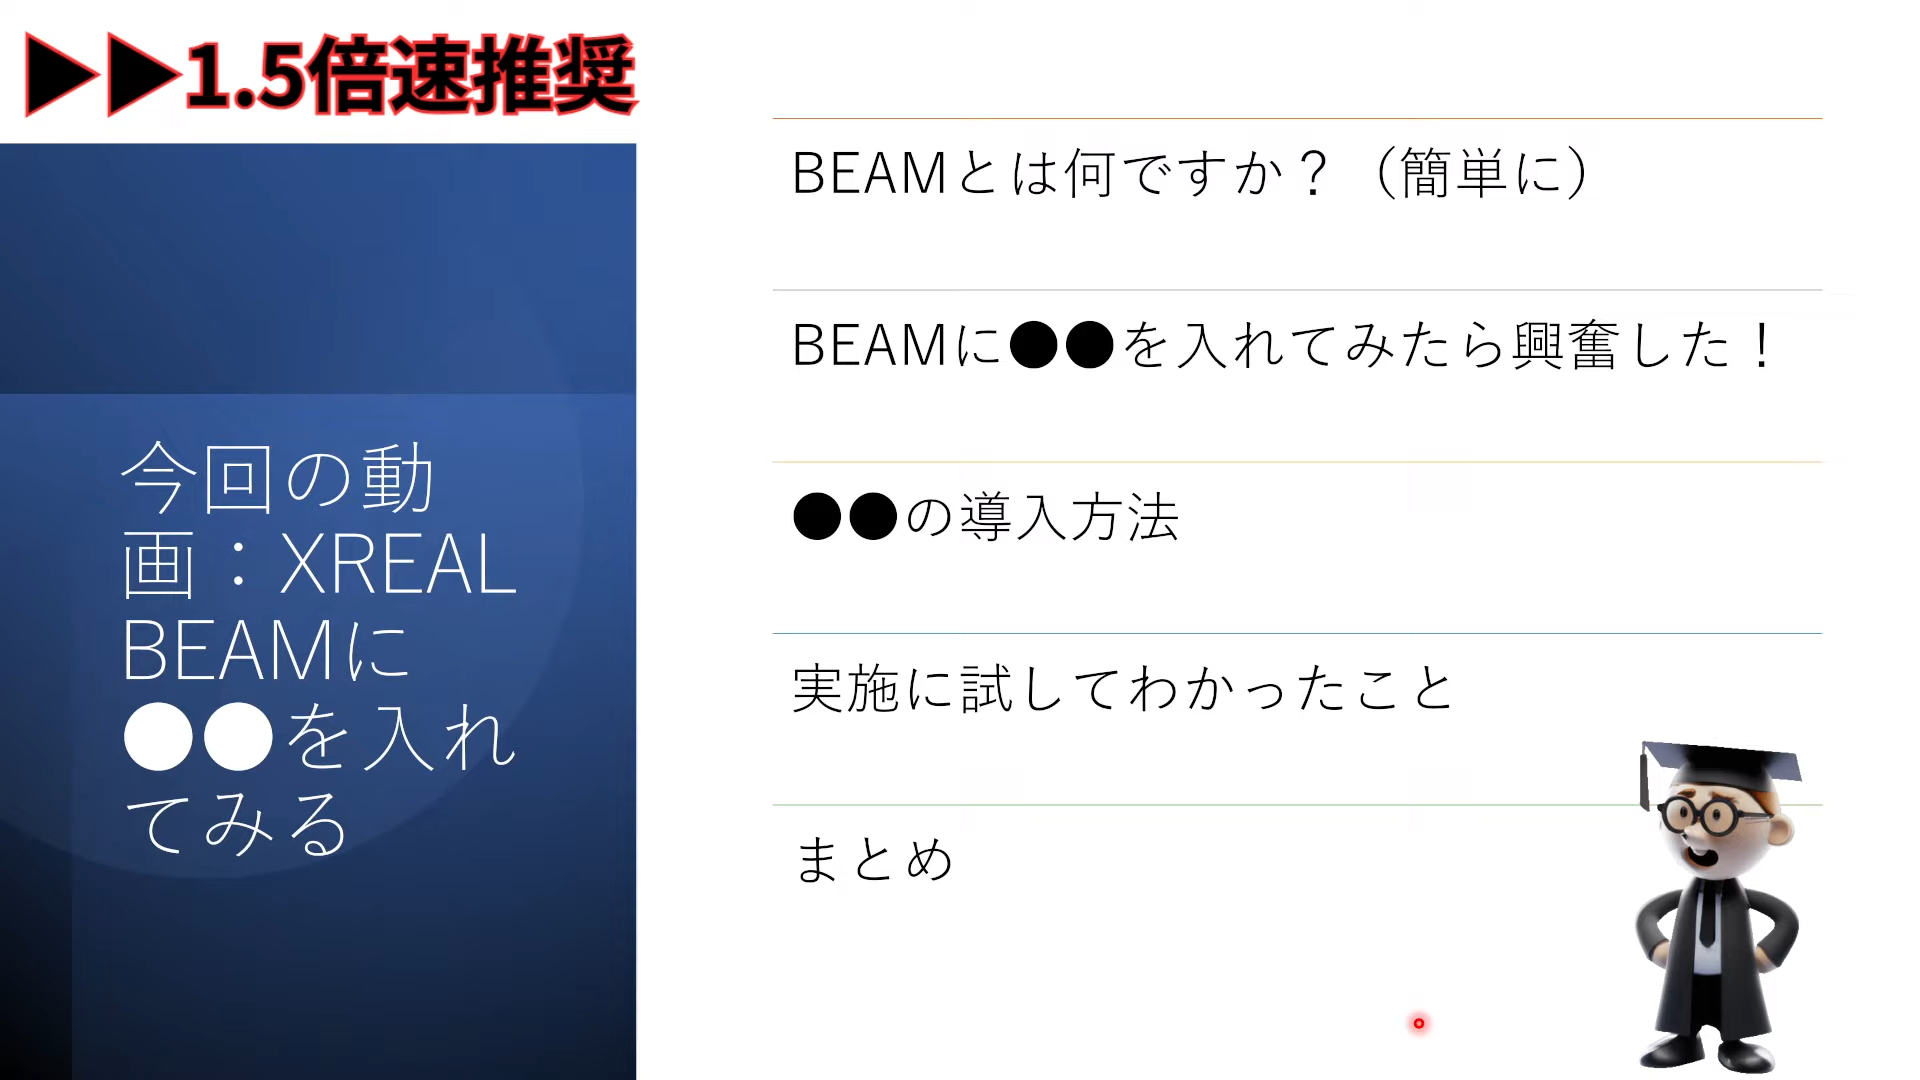 ▶▶1.5倍速推奨
今回の動
画：XREAL
BEAMに
●●を入れ
てみる
BEAMとは何ですか？（簡単に）
BEAMに●●を入れてみたら興奮した！
●●の導入方法
実施に試してわかったこと
まとめ